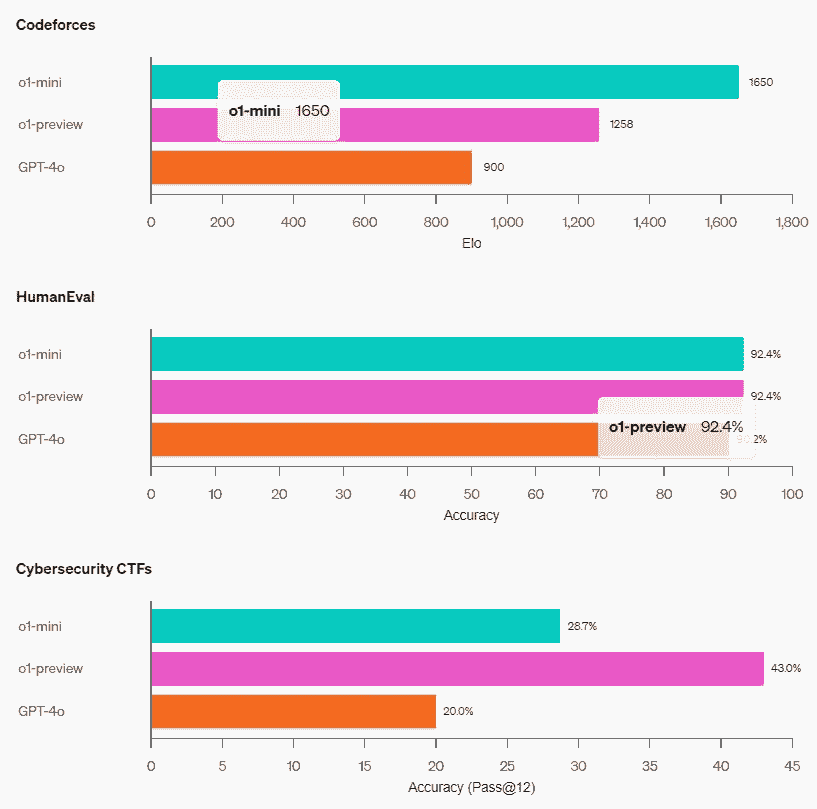 Codeforces
o1-mini 1650
o1-mini 1650
o1-preview 1258
GPT-4o 900
0 200 400 600 800 1,000 1,200 1,400 1,600 1,800
Elo
HumanEval
o1-mini 92.4%
o1-preview 92.4%
o1-preview 92.4%
GPT-4o 90.2%
0 10 20 30 40 50 60 70 80 90 100
Accuracy
Cybersecurity CTFs
o1-mini 28.7%
o1-preview 43.0%
GPT-4o 20.0%
0 5 10 15 20 25 30 35 40 45
Accuracy (Pass@12)